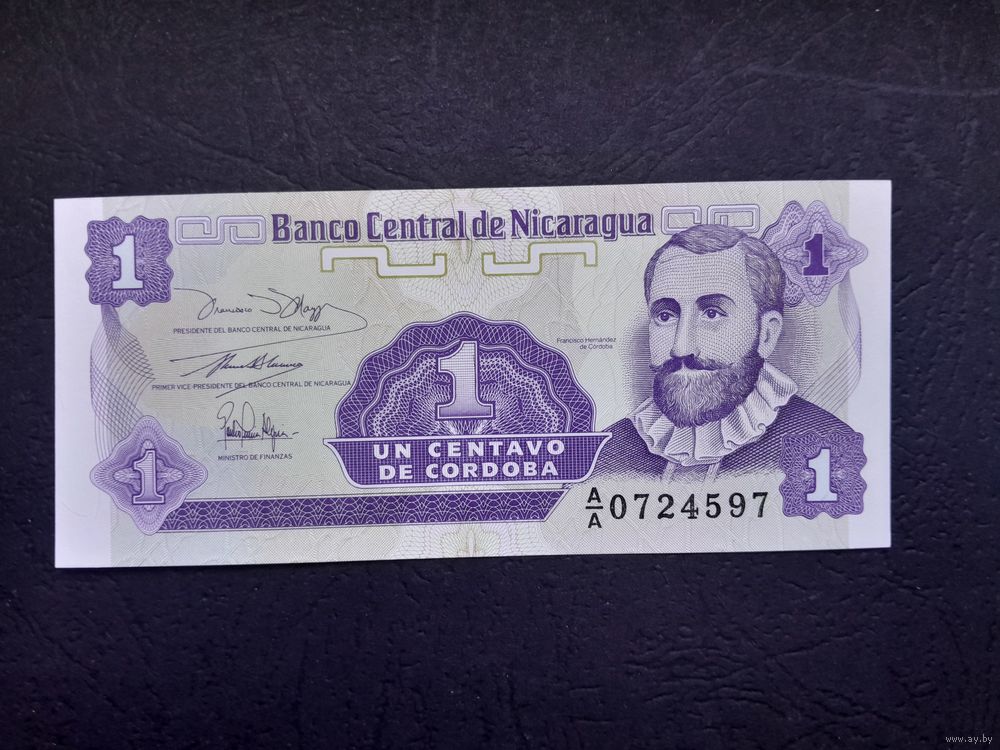 Banco Central de Nicaragua
1
1
PRESIDENTE DEL BANCO CENTRAL DE NICARAGUA
Francisco Hernández
de Córdoba
PRIMER VICE-PRESIDENTE DEL BANCO CENTRAL DE NICARAGUA
1
MINISTRO DE FINANZAS
UN CENTAVO
DE CORDOBA
1
1
A/A 0724597
www.ay.by